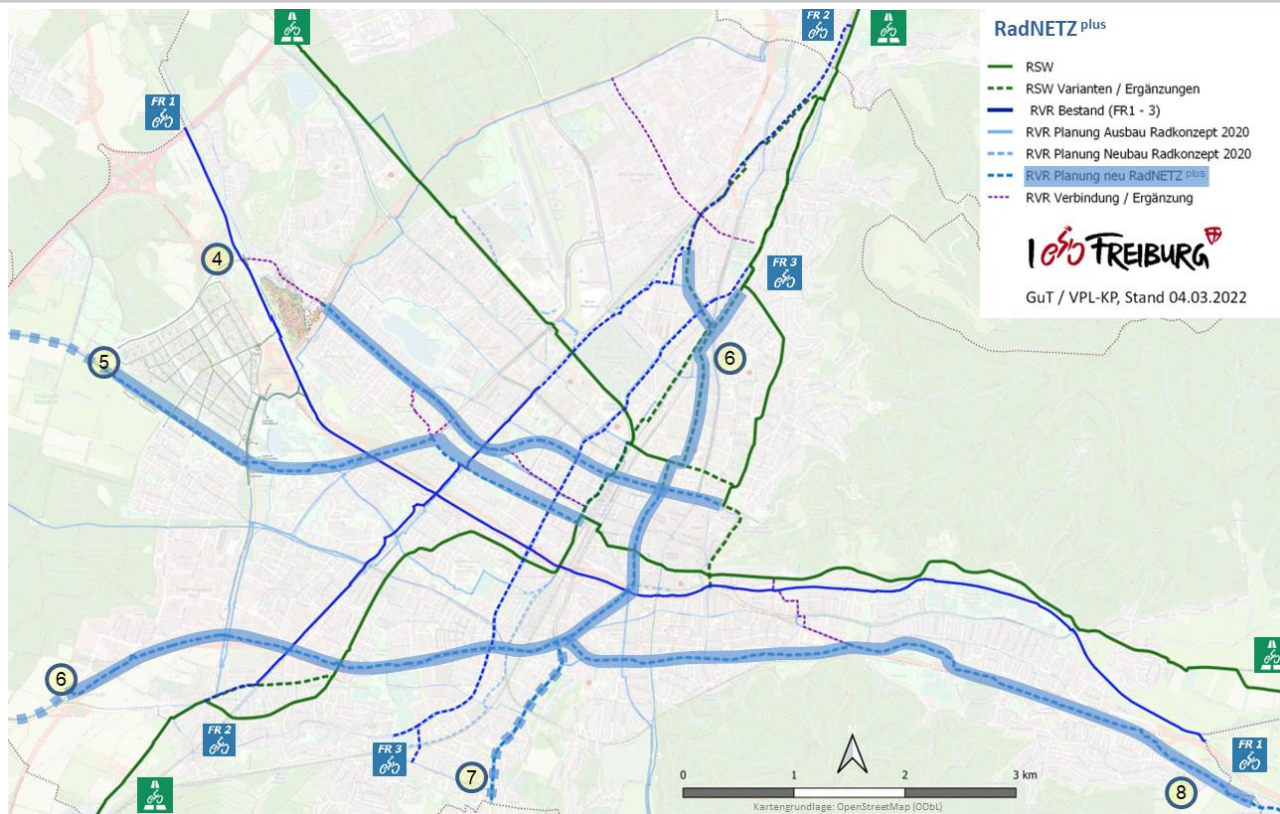 RadNETZ plus
RSW
RSW Varianten / Ergänzungen
RVR Bestand (FR1 - 3)
RVR Planung Ausbau Radkonzept 2020
RVR Planung Neubau Radkonzept 2020
RVR Planung neu RadNETZ plus
RVR Verbindung / Ergänzung
I FREIBURG
GuT / VPL-KP, Stand 04.03.2022
FR 2
FR 1
4
FR 3
5
6
6
FR 2
FR 3
7
FR 1
8
0 1 2 3 km
Kartengrundlage: OpenStreetMap (ODbL)